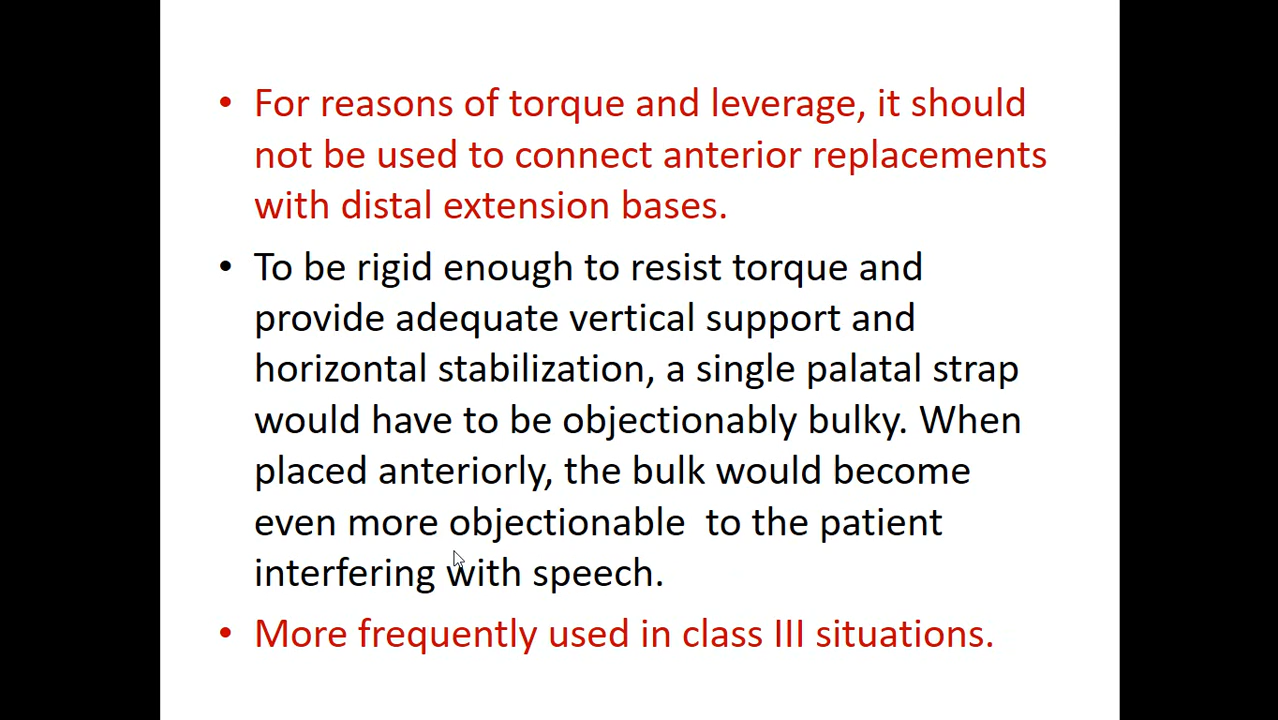 • For reasons of torque and leverage, it should
not be used to connect anterior replacements
with distal extension bases.
• To be rigid enough to resist torque and
provide adequate vertical support and
horizontal stabilization, a single palatal strap
would have to be objectionably bulky. When
placed anteriorly, the bulk would become
even more objectionable  to the patient
interfering with speech.
• More frequently used in class III situations.